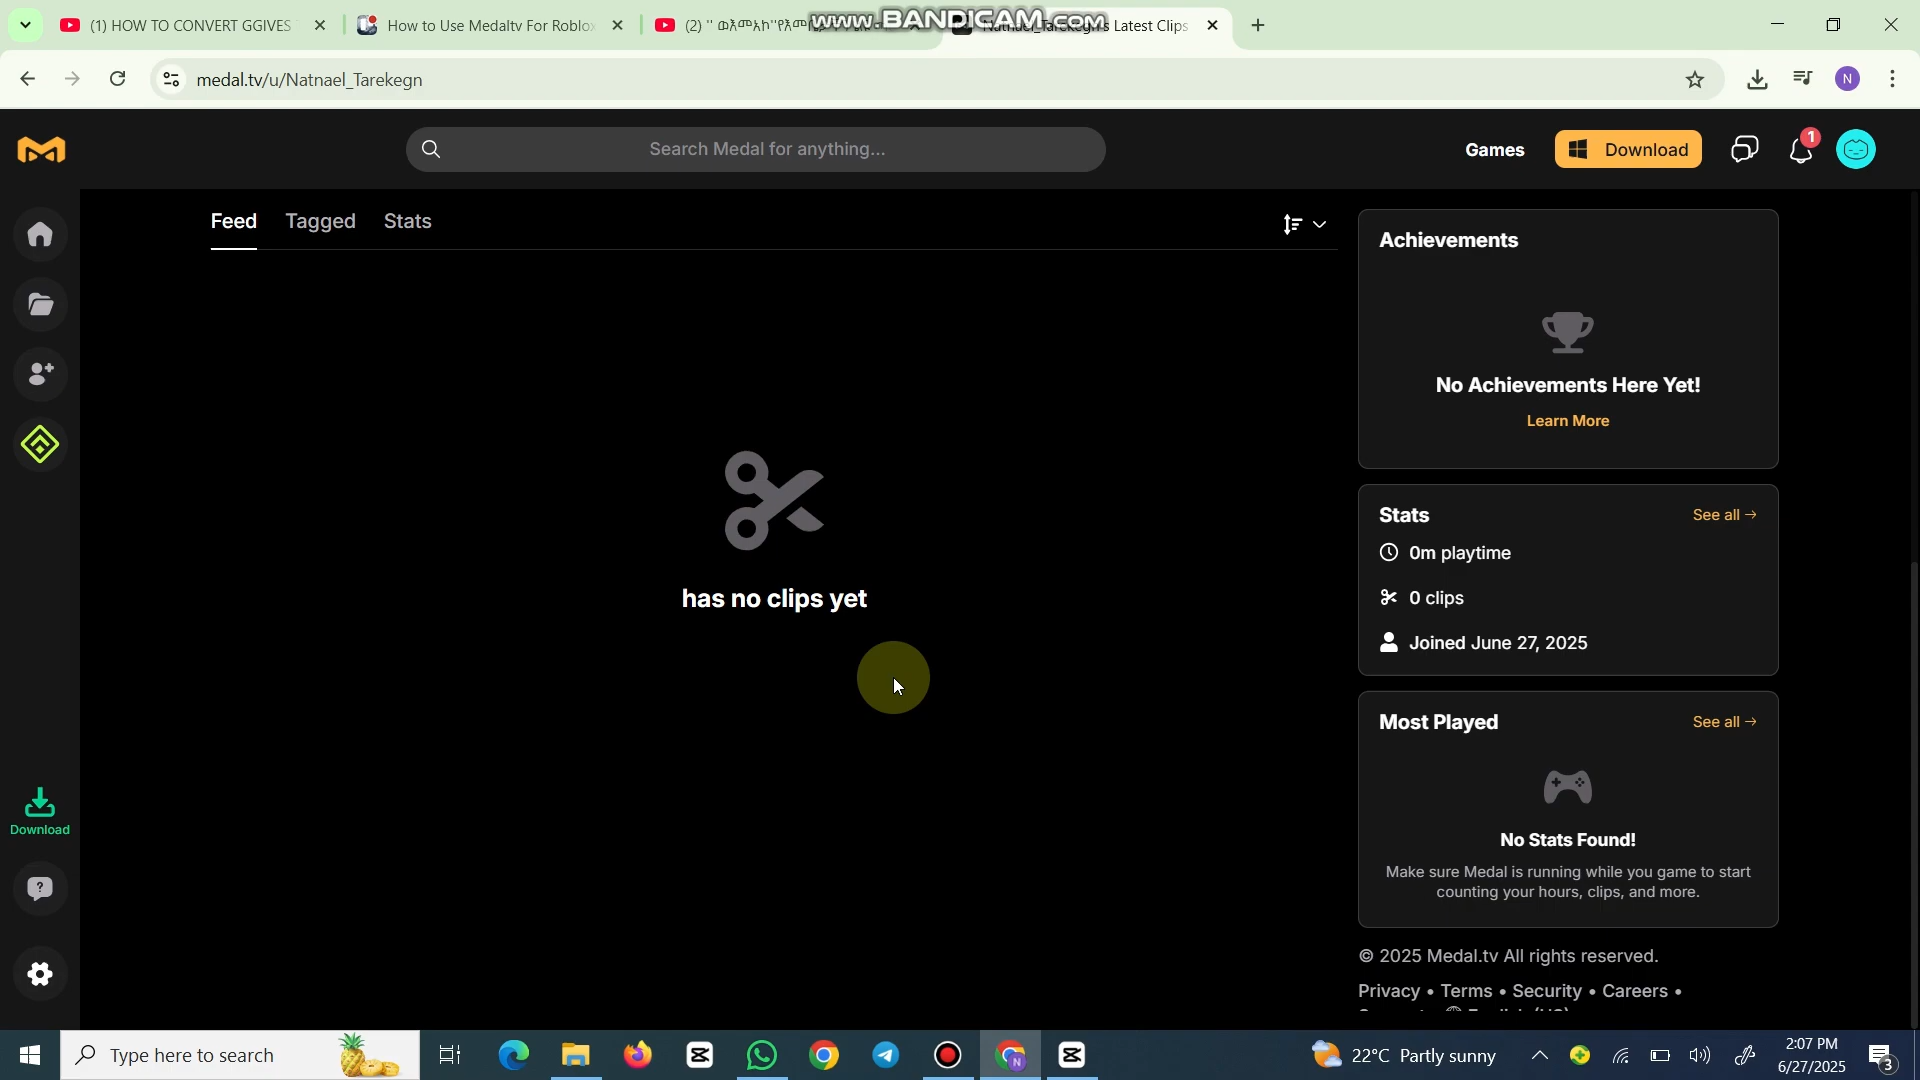 (1) HOW TO CONVERT GGIVES
How to Use Medaltv For Roblox
(2) "
Latest Clips
www.BANDICAM.com
medal.tv/u/Natnael_Tarekegn
N
Search Medal for anything...
Games
Download
1
Feed
Tagged
Stats
Achievements
No Achievements Here Yet!
Learn More
has no clips yet
Stats
See all →
0m playtime
0 clips
Joined June 27, 2025
Most Played
See all →
No Stats Found!
Make sure Medal is running while you game to start
counting your hours, clips, and more.
© 2025 Medal.tv All rights reserved.
Privacy • Terms • Security • Careers •
Download
Type here to search
22°C Partly sunny
2:07 PM
6/27/2025
3